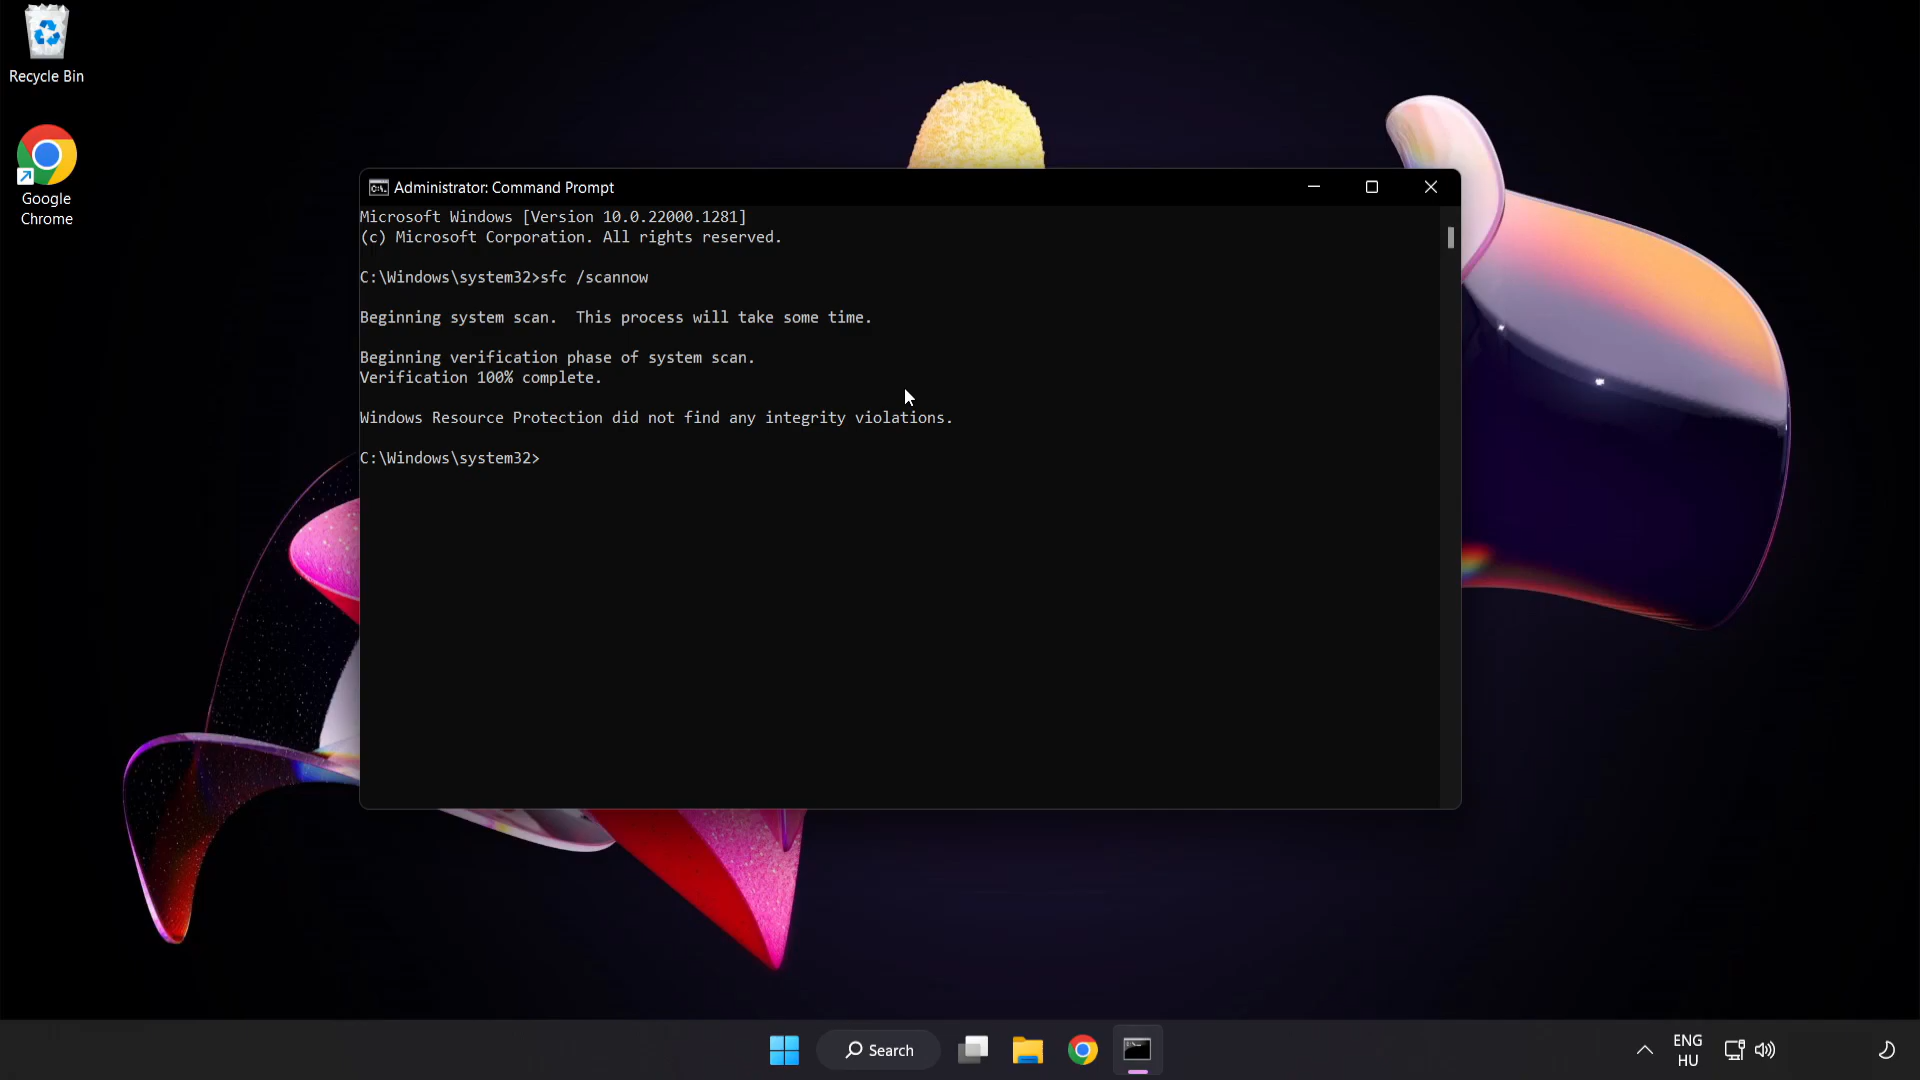 Recycle Bin
Google
Chrome
Administrator: Command Prompt
Microsoft Windows [Version 10.0.22000.1281]
(c) Microsoft Corporation. All rights reserved.
C:\Windows\system32>sfc /scannow
Beginning system scan.  This process will take some time.
Beginning verification phase of system scan.
Verification 100% complete.
Windows Resource Protection did not find any integrity violations.
C:\Windows\system32>
Search
ENG
HU